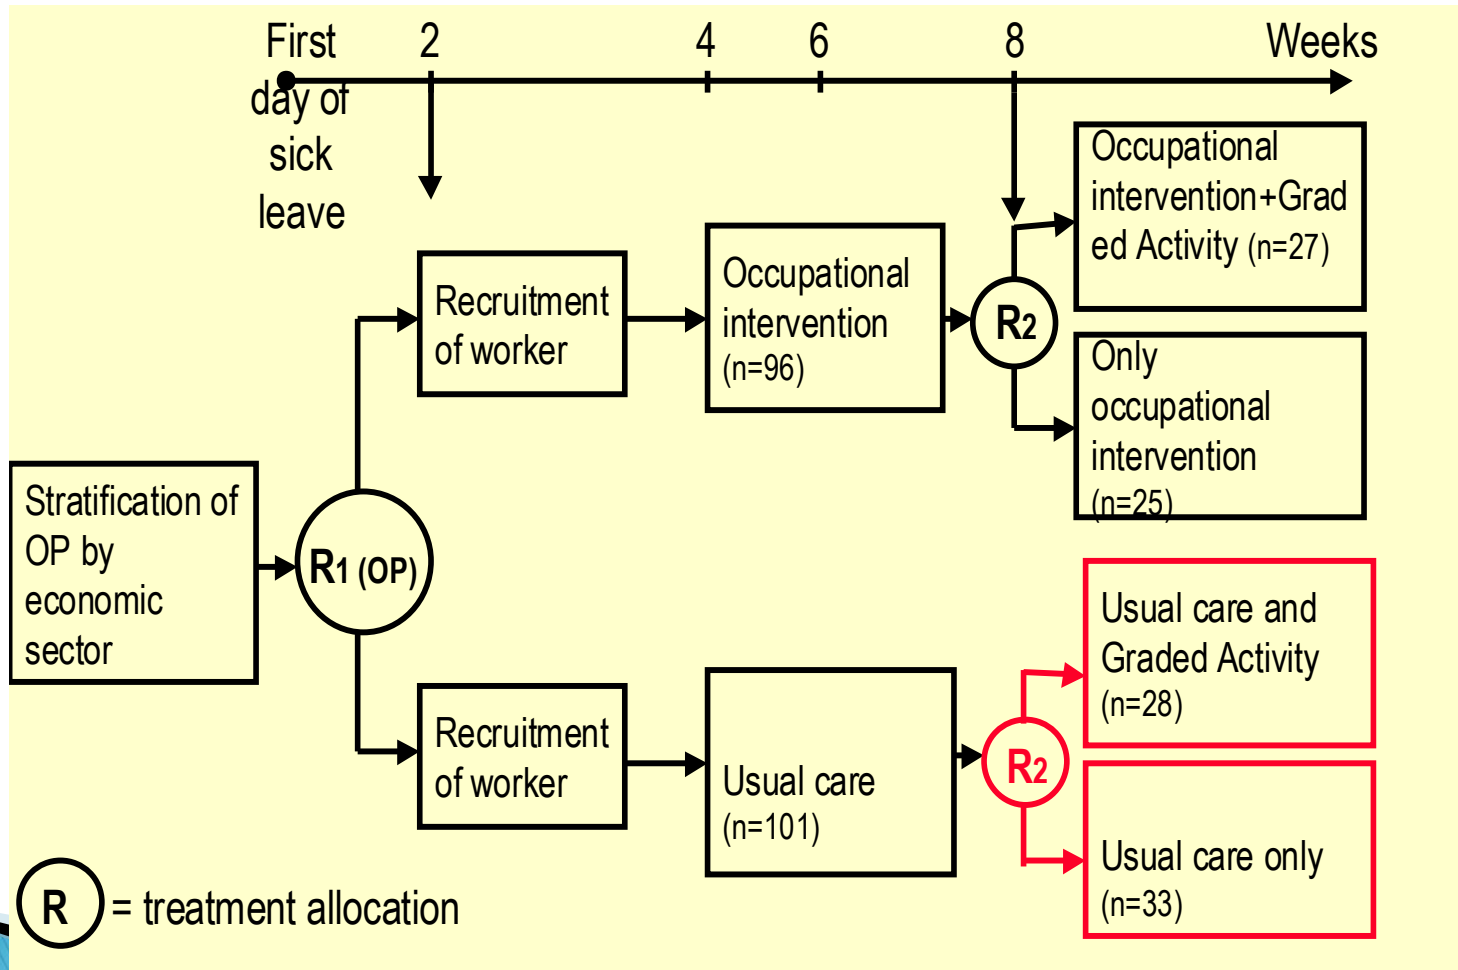 First
day of
sick
leave
2
4
6
8
Weeks
Occupational
intervention+Grad
ed Activity (n=27)
Recruitment
of worker
Occupational
intervention
(n=96)
R2
Only
occupational
intervention
(n=25)
Stratification of
OP by
economic
sector
R1 (OP)
Usual care and
Graded Activity
(n=28)
Recruitment
of worker
Usual care
(n=101)
R2
Usual care only
(n=33)
R = treatment allocation